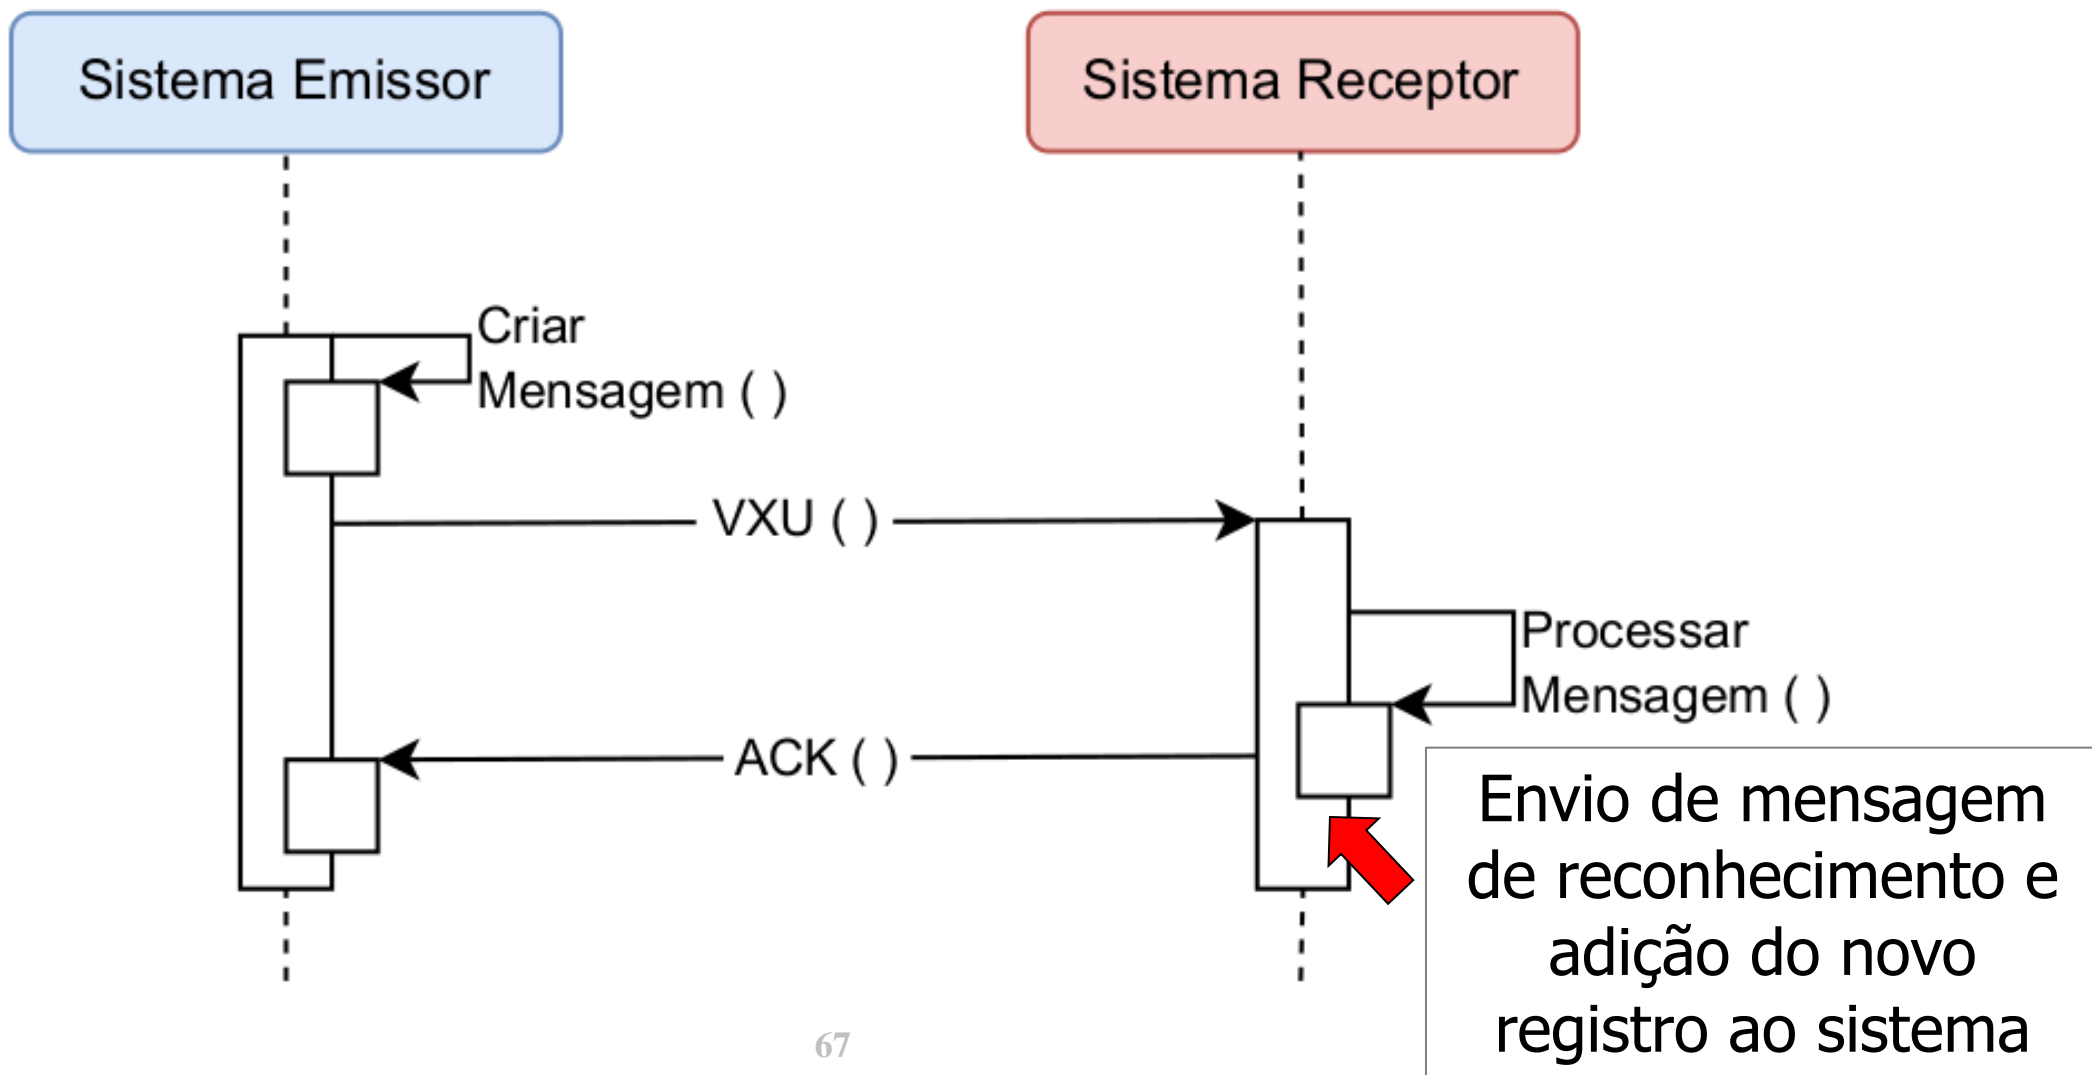 Sistema Emissor
Sistema Receptor
Criar
Mensagem ( )
VXU ( )
Processar
Mensagem ( )
ACK ( )
Envio de mensagem
de reconhecimento e
adição do novo
registro ao sistema
67